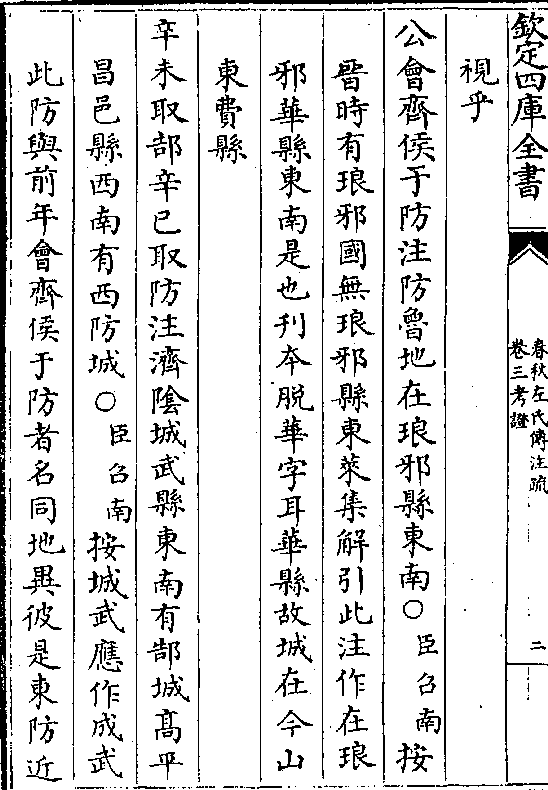 欽定四庫全書
春秋左氏傳注疏
卷三考證
二
視乎
公會齊侯于防注防魯地在琅邪縣東南○臣召南按
晉時有琅邪國無琅邪縣東萊集解引此注作在琅
邪華縣東南是也刋本脫華字耳華縣故城在今山
東費縣
辛未取郜辛巳取防注濟隂城武縣東南有郜城髙平
昌邑縣西南有西防城○臣召南按城武應作成武
此防與前年會齊侯于防者名同地異彼是東防近